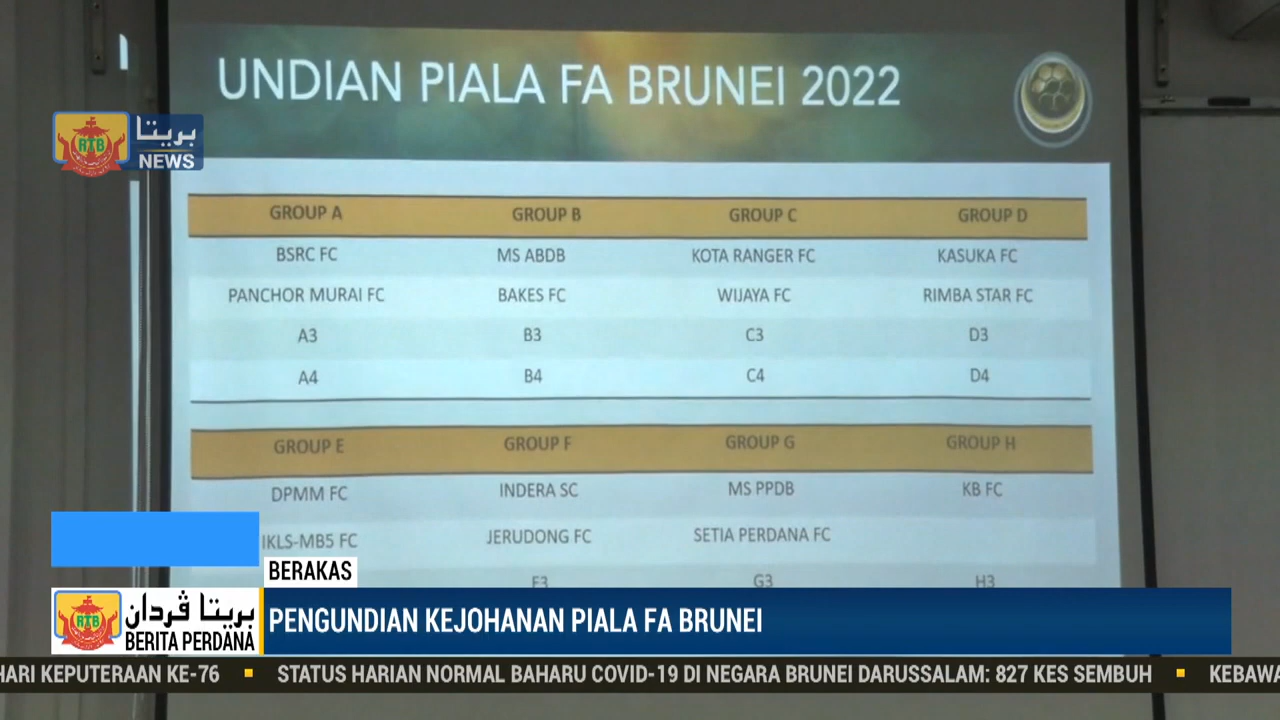 UNDIAN PIALA FA BRUNEI 2022
RTB
بريتا
NEWS
GROUP A GROUP B GROUP C GROUP D
BSRC FC MS ABDB KOTA RANGER FC KASUKA FC
PANCHOR MURAI FC BAKES FC WIJAYA FC RIMBA STAR FC
A3 B3 C3 D3
A4 B4 C4 D4
GROUP E GROUP F GROUP G GROUP H
DPMM FC INDERA SC MS PPDB KB FC
IKLS-MB5 FC JERUDONG FC SETIA PERDANA FC
F3 G3 H3
BERAKAS
RTB
بريتا ڤردان
BERITA PERDANA
PENGUNDIAN KEJOHANAN PIALA FA BRUNEI
HARI KEPUTERAAN KE-76 STATUS HARIAN NORMAL BAHARU COVID-19 DI NEGARA BRUNEI DARUSSALAM: 827 KES SEMBUH KEBAWA